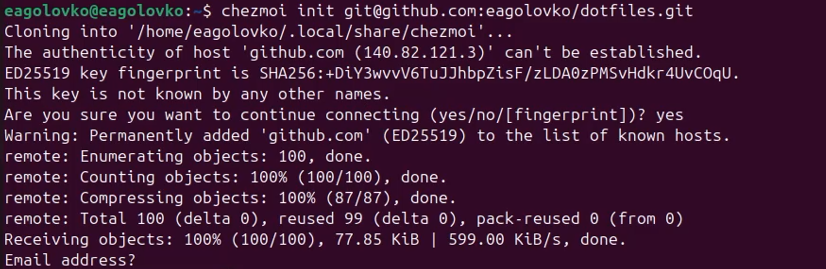 eagolovko@eagolovko:~$ chezmoi init git@github.com:eagolovko/dotfiles.git
Cloning into '/home/eagolovko/.local/share/chezmoi'...
The authenticity of host 'github.com (140.82.121.3)' can't be established.
ED25519 key fingerprint is SHA256:+DiY3wvvV6TuJJhbpZisF/zLDA0zPMSvHdkr4UvCOqU.
This key is not known by any other names.
Are you sure you want to continue connecting (yes/no/[fingerprint])? yes
Warning: Permanently added 'github.com' (ED25519) to the list of known hosts.
remote: Enumerating objects: 100, done.
remote: Counting objects: 100% (100/100), done.
remote: Compressing objects: 100% (87/87), done.
remote: Total 100 (delta 0), reused 99 (delta 0), pack-reused 0 (from 0)
Receiving objects: 100% (100/100), 77.85 KiB | 599.00 KiB/s, done.
Email address?